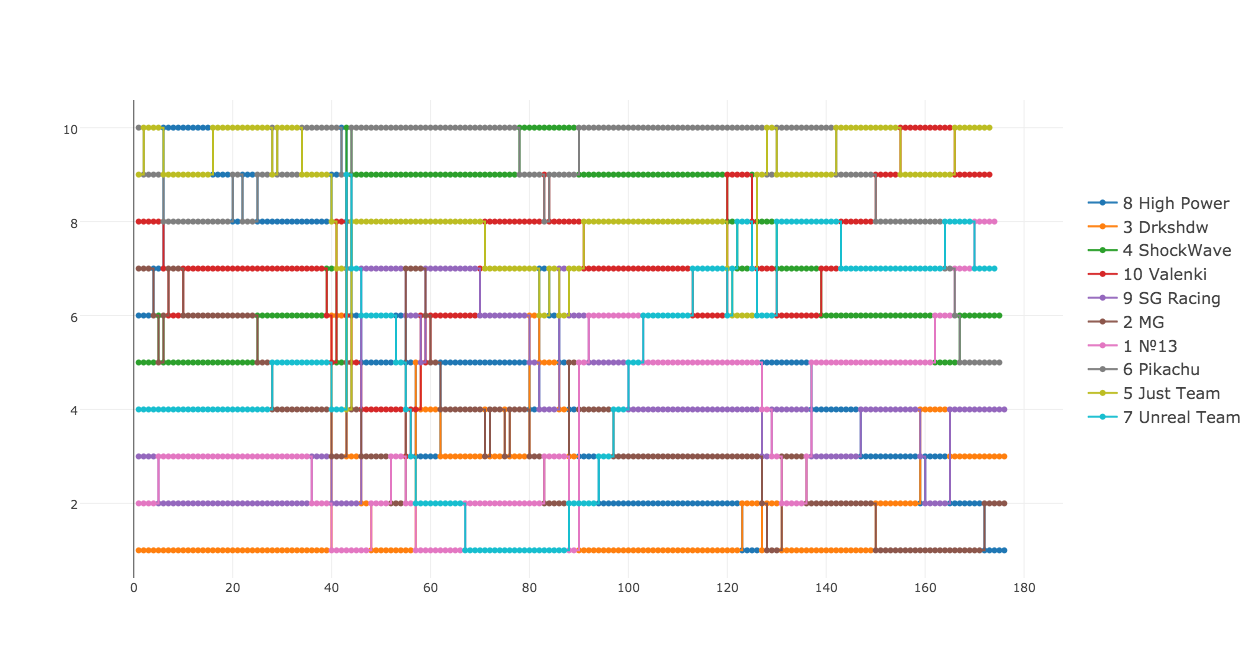 10
8
6
4
2
0
20
40
60
80
100
120
140
160
180
8 High Power
3 Drkshdw
4 ShockWave
10 Valenki
9 SG Racing
2 MG
1 №13
6 Pikachu
5 Just Team
7 Unreal Team